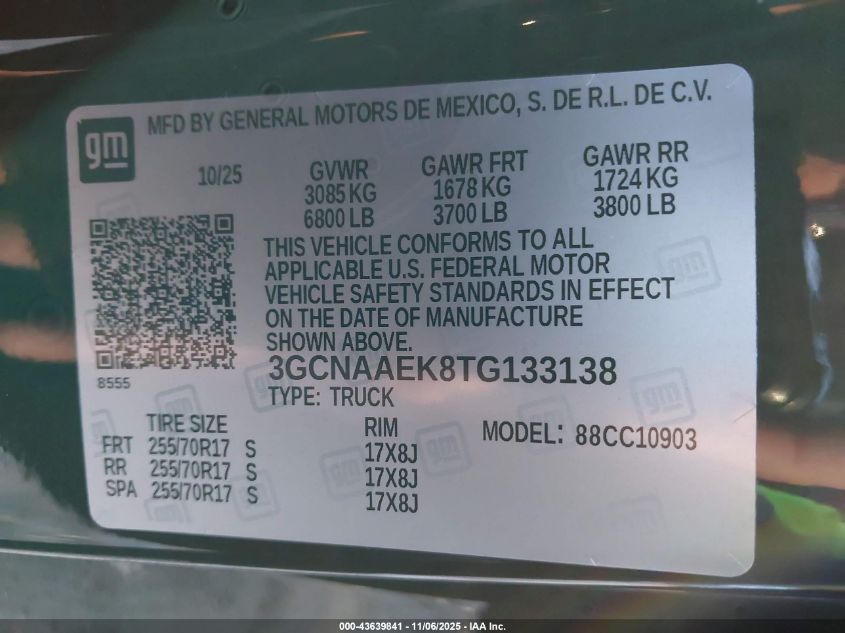 gm
MFD BY GENERAL MOTORS DE MEXICO, S. DE R.L. DE C.V.
10/25
GVWR GAWR FRT GAWR RR
3085 KG 1678 KG 1724 KG
6800 LB 3700 LB 3800 LB
THIS VEHICLE CONFORMS TO ALL
APPLICABLE U.S. FEDERAL MOTOR
VEHICLE SAFETY STANDARDS IN EFFECT
ON THE DATE OF MANUFACTURE
SHOWN ABOVE.
8555
3GCNAAEK8TG133138
TYPE: TRUCK
TIRE SIZE RIM MODEL: 88CC10903
FRT 255/70R17 S 17X8J
RR 255/70R17 S 17X8J
SPA 255/70R17 S 17X8J
000-43639841 - 11/06/2025 - IAA Inc.